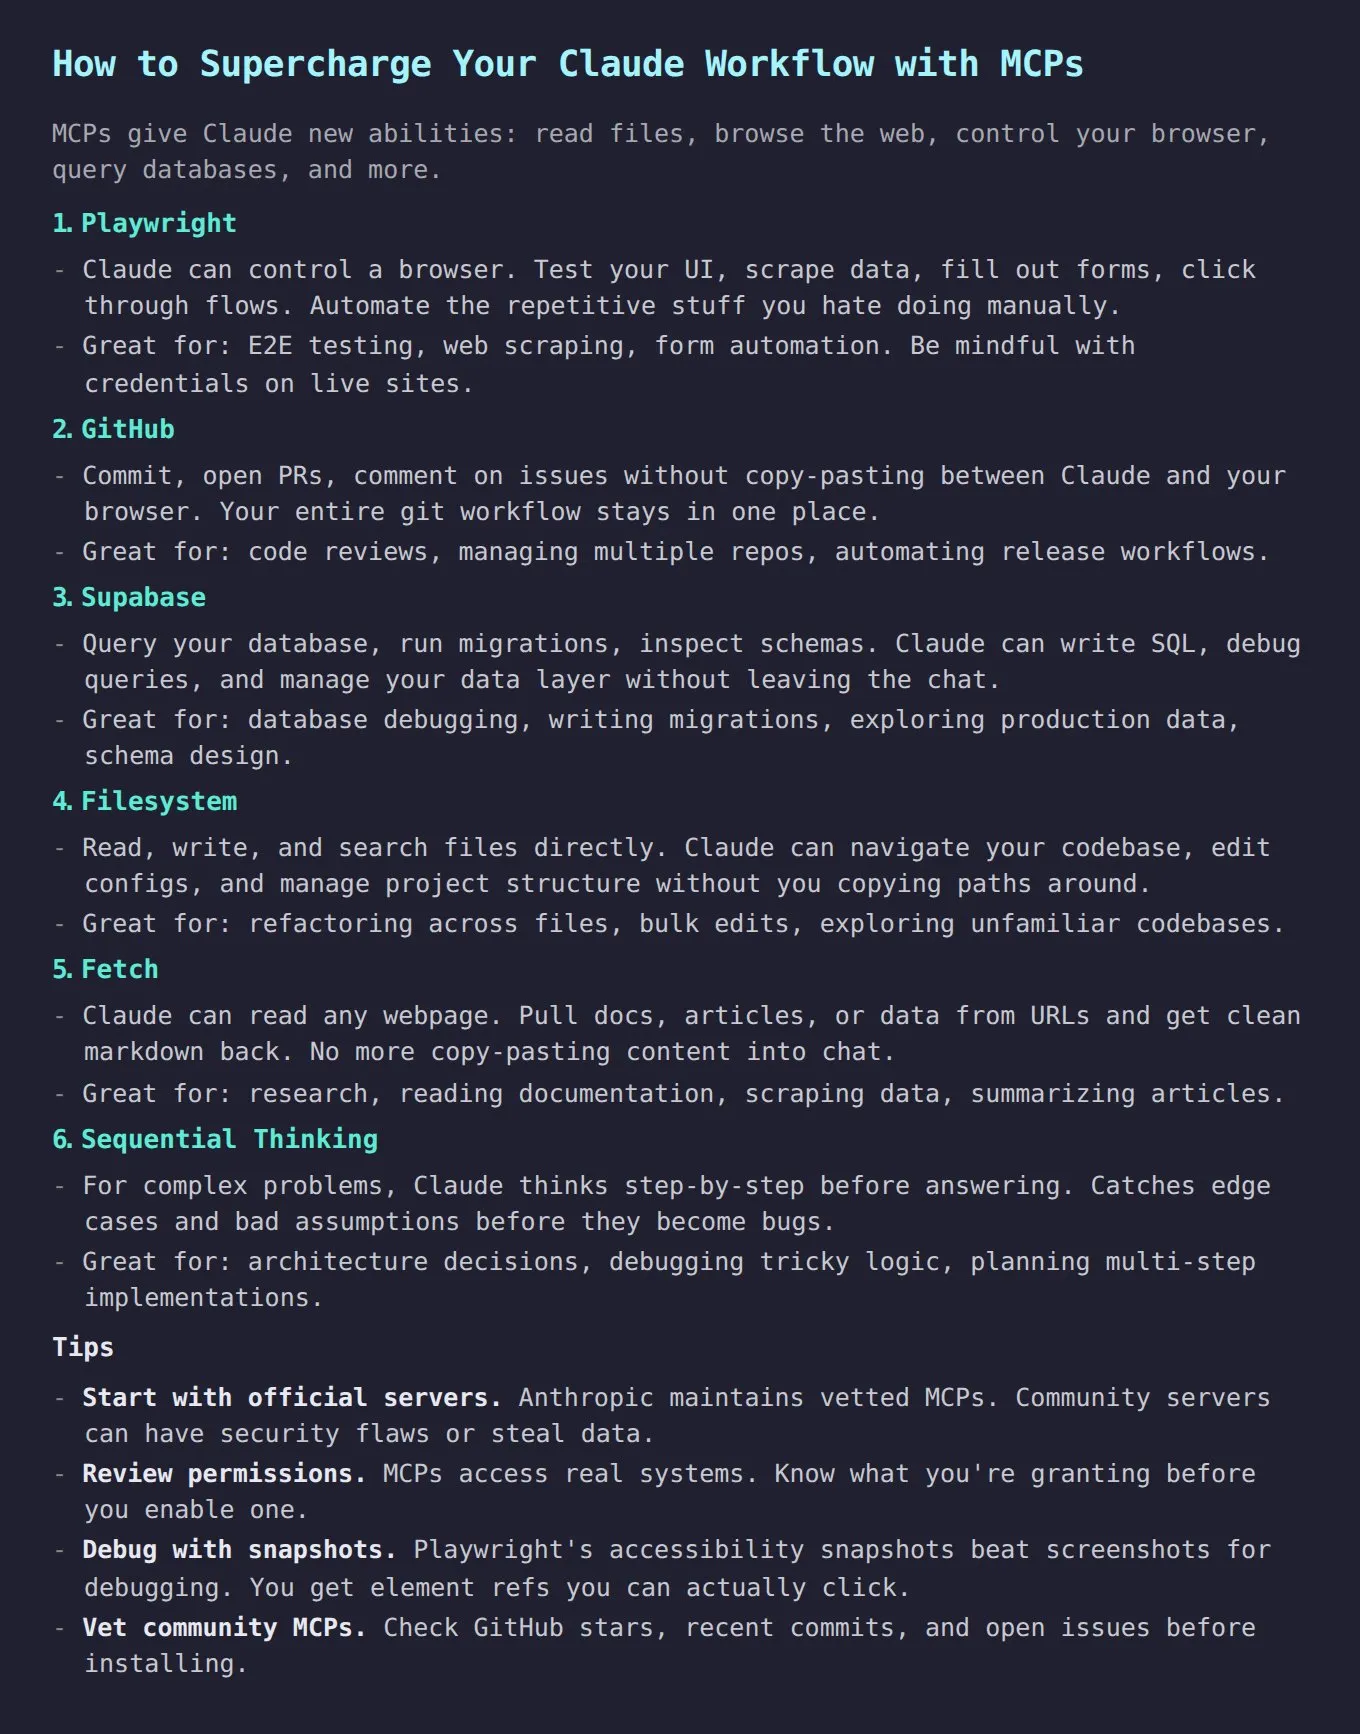 How to Supercharge Your Claude Workflow with MCPs
MCPs give Claude new abilities: read files, browse the web, control your browser,
query databases, and more.
1. Playwright
- Claude can control a browser. Test your UI, scrape data, fill out forms, click
through flows. Automate the repetitive stuff you hate doing manually.
- Great for: E2E testing, web scraping, form automation. Be mindful with
credentials on live sites.
2. GitHub
- Commit, open PRs, comment on issues without copy-pasting between Claude and your
browser. Your entire git workflow stays in one place.
- Great for: code reviews, managing multiple repos, automating release workflows.
3. Supabase
- Query your database, run migrations, inspect schemas. Claude can write SQL, debug
queries, and manage your data layer without leaving the chat.
- Great for: database debugging, writing migrations, exploring production data,
schema design.
4. Filesystem
- Read, write, and search files directly. Claude can navigate your codebase, edit
configs, and manage project structure without you copying paths around.
- Great for: refactoring across files, bulk edits, exploring unfamiliar codebases.
5. Fetch
- Claude can read any webpage. Pull docs, articles, or data from URLs and get clean
markdown back. No more copy-pasting content into chat.
- Great for: research, reading documentation, scraping data, summarizing articles.
6. Sequential Thinking
- For complex problems, Claude thinks step-by-step before answering. Catches edge
cases and bad assumptions before they become bugs.
- Great for: architecture decisions, debugging tricky logic, planning multi-step
implementations.
Tips
- Start with official servers. Anthropic maintains vetted MCPs. Community servers
can have security flaws or steal data.
- Review permissions. MCPs access real systems. Know what you're granting before
you enable one.
- Debug with snapshots. Playwright's accessibility snapshots beat screenshots for
debugging. You get element refs you can actually click.
- Vet community MCPs. Check GitHub stars, recent commits, and open issues before
installing.